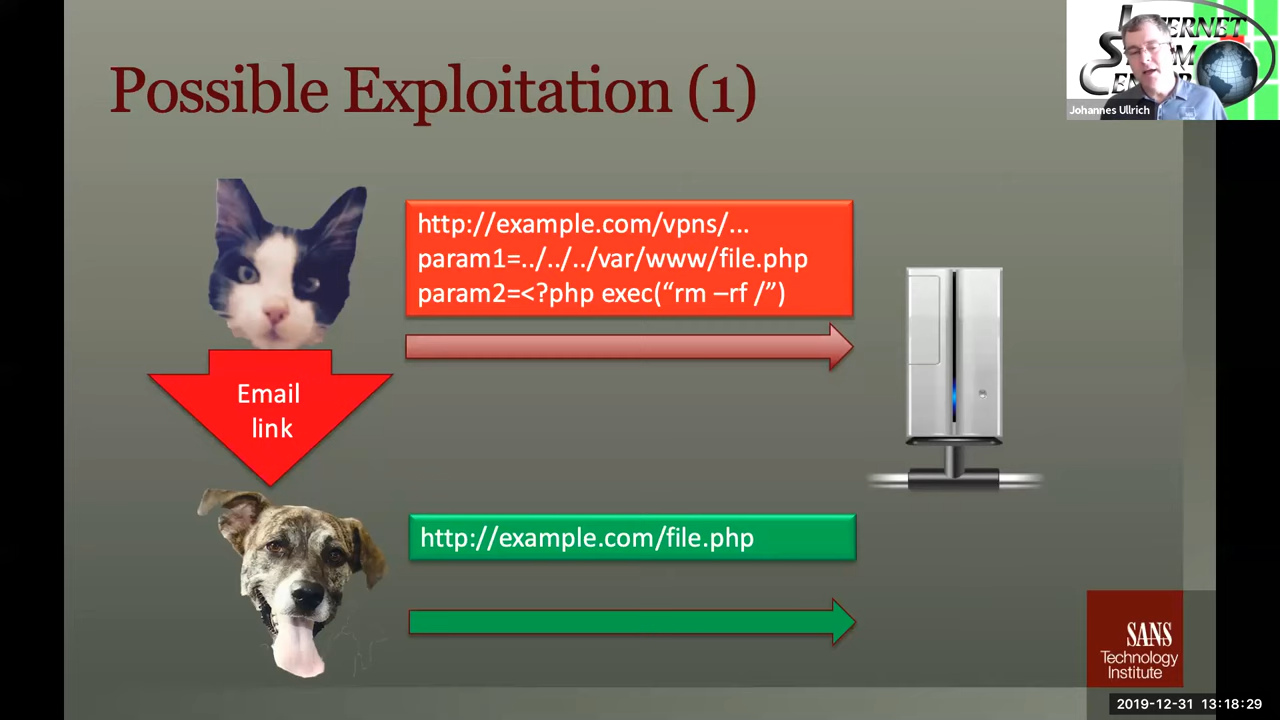 Possible Exploitation (1)
Johannes Ullrich
http://example.com/vpns/...
param1=../../../var/www/file.php
param2=<?php exec(“rm –rf /”)
Email
link
http://example.com/file.php
SANS
Technology
Institute
2019-12-31 13:18:29